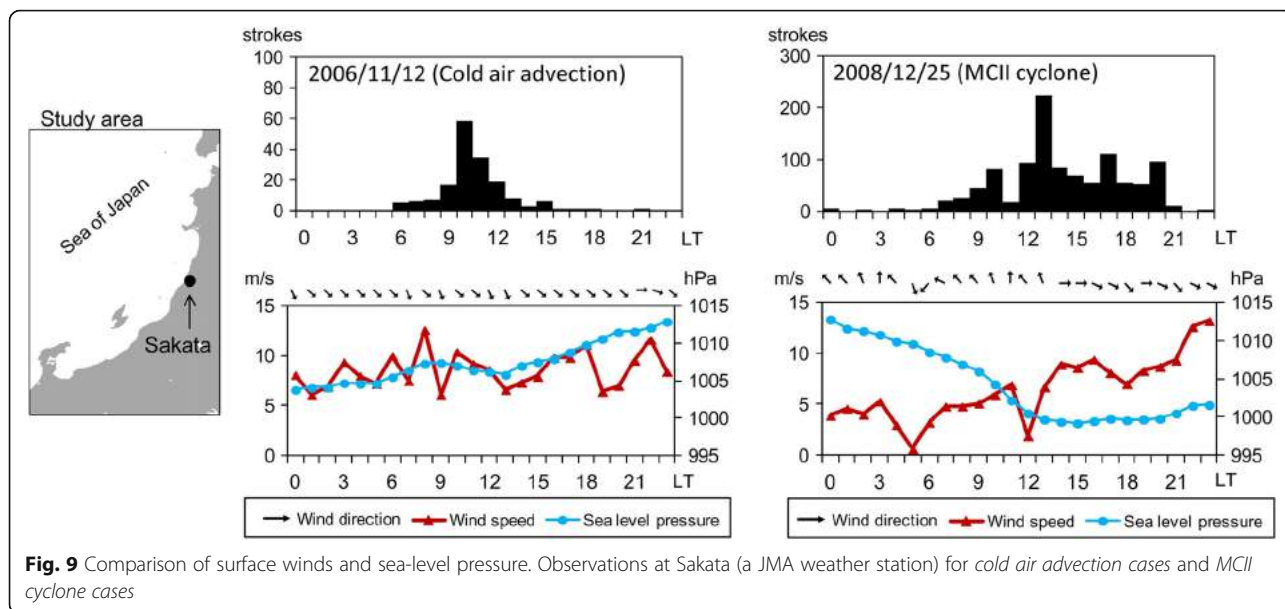 Study area
Sea of Japan
Sakata
strokes
2006/11/12 (Cold air advection)
100
80
60
40
20
0
0 3 6 9 12 15 18 21 LT
m/s hPa
15 1015
10 1010
5 1005
1000
0 995
0 3 6 9 12 15 18 21 LT
Wind direction Wind speed Sea level pressure
strokes
2008/12/25 (MCII cyclone)
300
200
100
0
0 3 6 9 12 15 18 21 LT
m/s hPa
15 1015
10 1010
5 1005
1000
0 995
0 3 6 9 12 15 18 21 LT
Wind direction Wind speed Sea level pressure
Fig. 9 Comparison of surface winds and sea-level pressure. Observations at Sakata (a JMA weather station) for cold air advection cases and MCII
cyclone cases